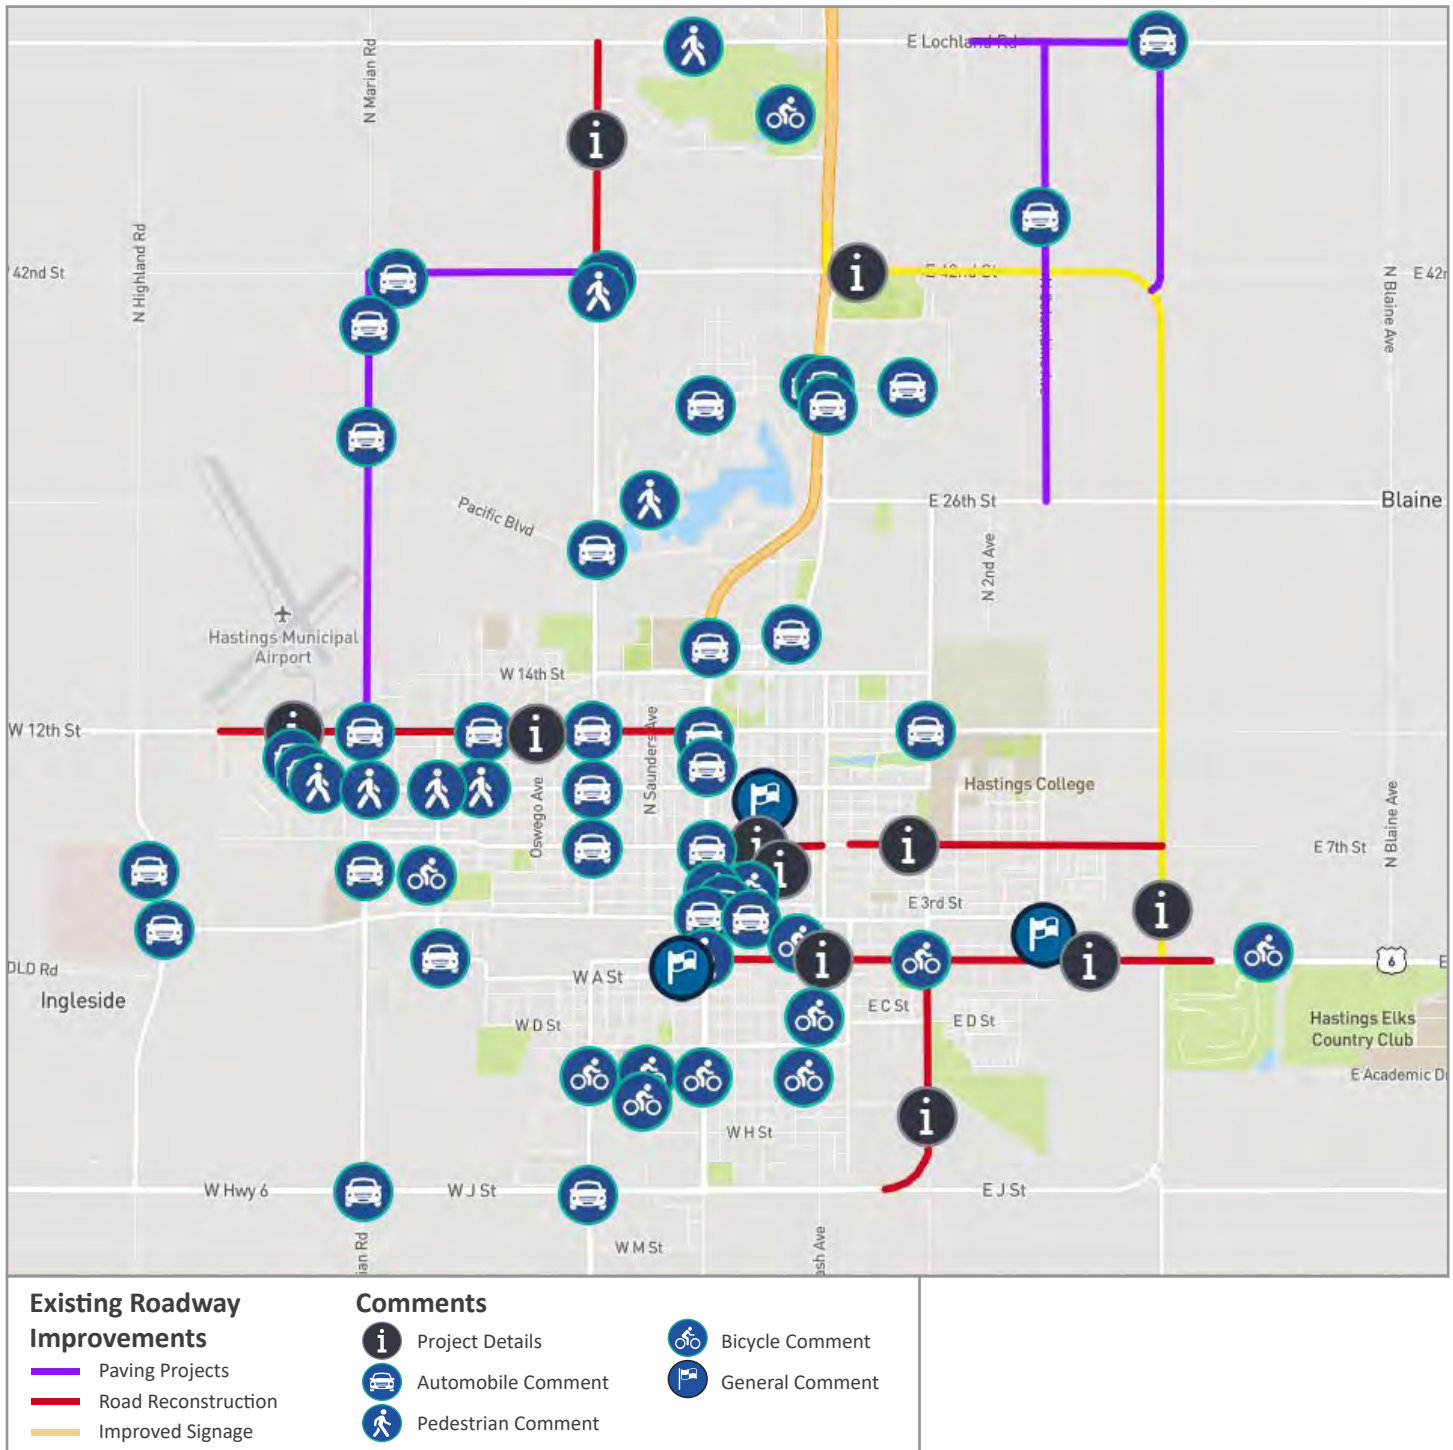 E Lochland Rd
N Marian Rd
N Highland Rd
42nd St
E 42nd St
N Blaine Ave
Pacific Blvd
E 26th St
Blaine
N 2nd Ave
Hastings Municipal
Airport
W 14th St
W 12th St
N Saunders Ave
Oswego Ave
Hastings College
N Blaine Ave
E 7th St
E 3rd St
DLD Rd
Ingleside
W A St
6
E C St
E D St
W D St
Hastings Elks
Country Club
E Academic D
W H St
W Hwy 6
W J St
E J St
W M St
Existing Roadway
Improvements
Paving Projects
Road Reconstruction
Improved Signage
Comments
Project Details
Automobile Comment
Pedestrian Comment
Bicycle Comment
General Comment